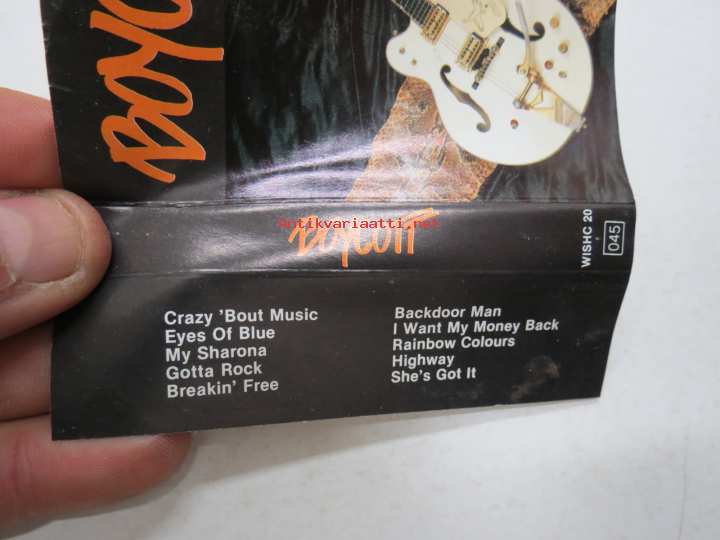 BOYC
Antikvariaatti.net
BOYCOTT
WISHC 20
045
Crazy 'Bout Music
Eyes Of Blue
My Sharona
Gotta Rock
Breakin' Free
Backdoor Man
I Want My Money Back
Rainbow Colours
Highway
She's Got It